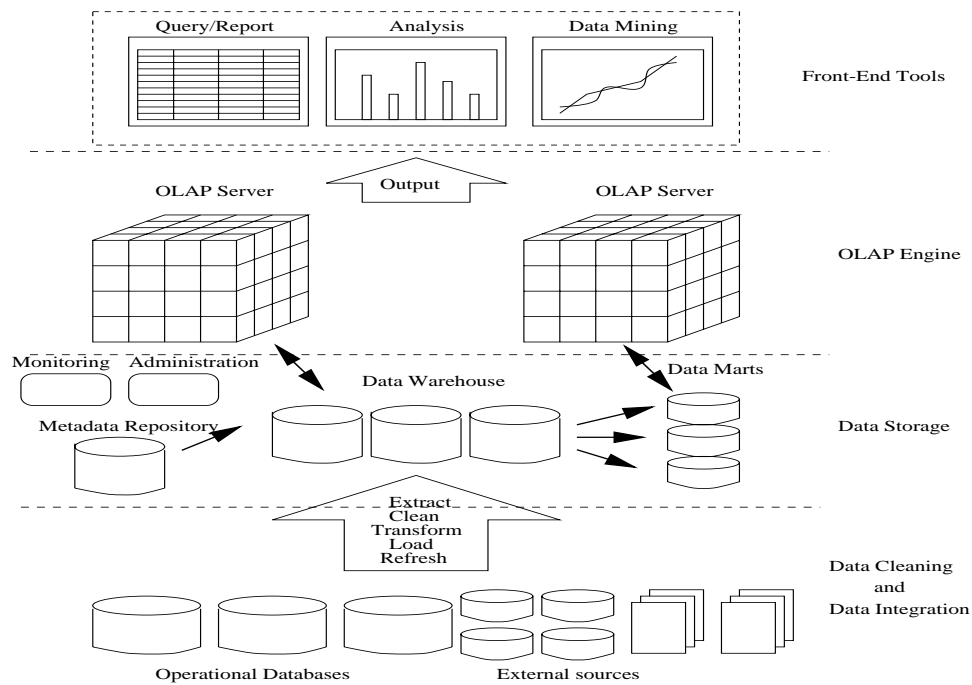 Query/Report
Analysis
Data Mining
Front-End Tools
Output
OLAP Server
OLAP Server
OLAP Engine
Monitoring
Administration
Data Marts
Data Warehouse
Metadata Repository
Data Storage
Extract
Clean
Transform
Load
Refresh
Data Cleaning
and
Data Integration
Operational Databases
External sources